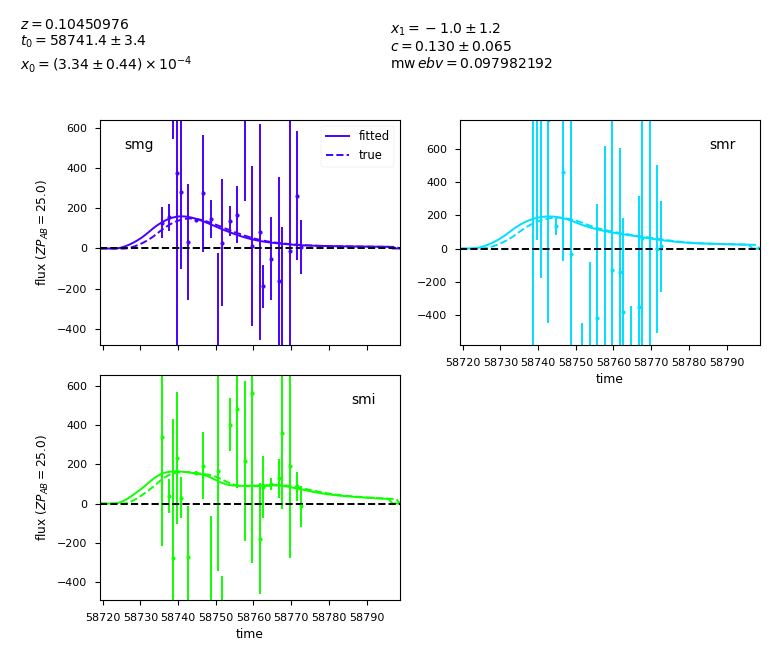 z = 0.10450976
t₀ = 58741.4 ± 3.4
x₀ = (3.34 ± 0.44) × 10⁻⁴
x₁ = −1.0 ± 1.2
c = 0.130 ± 0.065
mw ebv = 0.097982192
600
400
200
0
−200
−400
flux (ZP_AB = 25.0)
smg
fitted
true
600
400
200
0
−200
−400
smr
58720 58730 58740 58750 58760 58770 58780 58790
time
600
400
200
0
−200
−400
flux (ZP_AB = 25.0)
smi
58720 58730 58740 58750 58760 58770 58780 58790
time